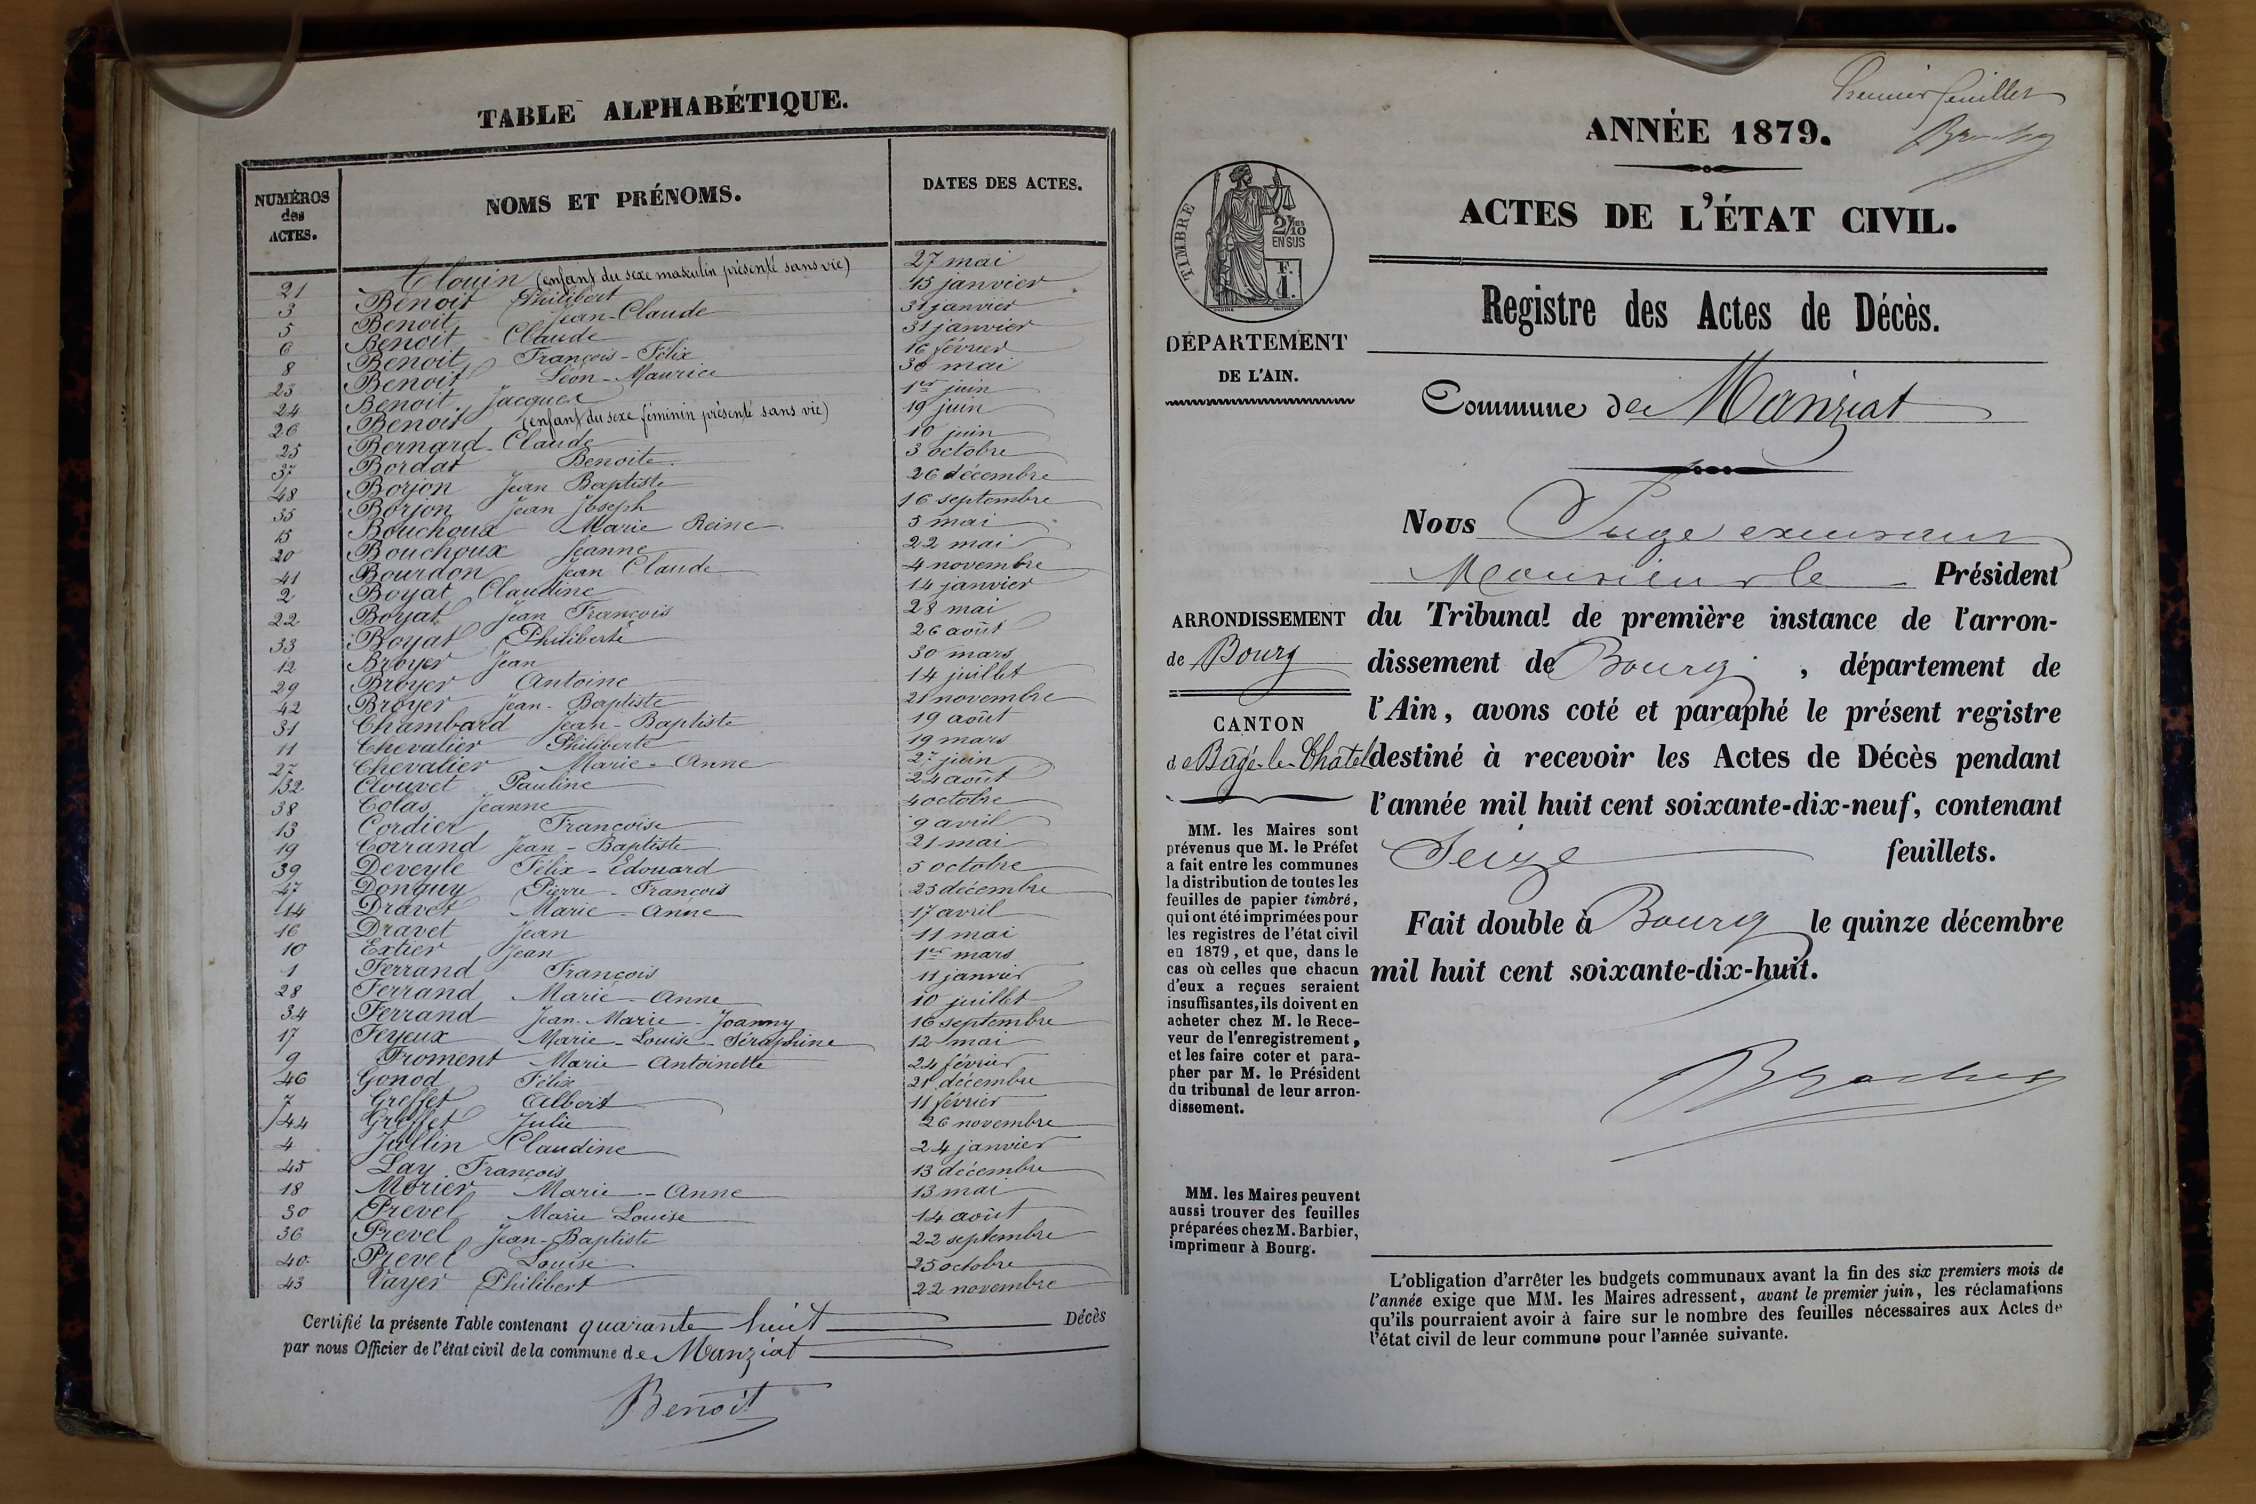 TABLE ALPHABÉTIQUE.
NUMÉROS des ACTES. NOMS ET PRÉNOMS. DATES DES ACTES.
21 Alouin (enfant du sexe masculin présenté sans vie) 27 mai
3 Benoit Philibert 15 janvier
5 Benoit Jean-Claude 31 janvier
6 Benoit Claude 31 janvier
8 Benoit François-Félix 16 février
23 Benoit Léon-Maurice 30 mai
24 Benoit Jacques 1er juin
26 Benoit (enfant du sexe féminin présenté sans vie) 19 juin
25 Bernard Claude 10 juin
37 Bordat Benoite 3 octobre
48 Borjon Jean Baptiste 26 décembre
35 Borjon Jean Joseph 16 septembre
15 Bouchoux Marie Reine 5 mai
20 Bouchoux Jeanne 22 mai
41 Bourdon Jean Claude 4 novembre
2 Boyat Claudine 14 janvier
22 Boyat Jean François 28 mai
33 Boyat Philiberte 26 août
12 Broyer Jean 30 mars
29 Broyer Antoine 14 juillet
42 Broyer Jean-Baptiste 21 novembre
31 Chambard Jean-Baptiste 19 août
11 Chevalier Philiberte 19 mars
27 Chevalier Marie-Anne 27 juin
32 Clouvet Pauline 24 août
38 Colas Jeanne 4 octobre
13 Cordier Françoise 9 avril
19 Corrand Jean-Baptiste 21 mai
39 Deveyle Félix-Edouard 5 octobre
47 Donguy Pierre-François 25 décembre
14 Dravet Marie-Anne 17 avril
16 Dravet Jean 11 mai
10 Extier Jean 1er mars
1 Ferrand François 11 janvier
28 Ferrand Marie-Anne 10 juillet
34 Ferrand Jean-Marie-Joanny 16 septembre
17 Feyeux Marie-Louise-Séraphine 12 mai
9 Froment Marie-Antoinette 24 février
46 Gonod Félix 21 décembre
7 Greffet Albert 11 février
44 Greffet Julie 26 novembre
4 Jullin Claudine 24 janvier
45 Lay François 13 décembre
18 Morier Marie-Anne 13 mai
30 Prevel Marie Louise 14 août
36 Prevel Jean-Baptiste 22 septembre
40 Prevel Louise 25 octobre
43 Vayer Philibert 22 novembre
Certifié la présente Table contenant quarante huit Décès
par nous Officier de l'état civil de la commune de Manziat
Benoit
Premier feuillet
ANNÉE 1879.
ACTES DE L'ÉTAT CIVIL.
TIMBRE
2/10 EN SUS
F. 1.
DÉPARTEMENT
DE L'AIN.
Registre des Actes de Décès.
Commune de Manziat
ARRONDISSEMENT
de Bourg
CANTON
de Bâgé-le-Châtel
MM. les Maires sont
prévenus que M. le Préfet
a fait entre les communes
la distribution de toutes les
feuilles de papier timbré,
qui ont été imprimées pour
les registres de l'état civil
en 1879, et que, dans le
cas où celles que chacun
d'eux a reçues seraient
insuffisantes, ils doivent en
acheter chez M. le Rece-
veur de l'enregistrement,
et les faire coter et para-
pher par M. le Président
du tribunal de leur arron-
dissement.
MM. les Maires peuvent
aussi trouver des feuilles
préparées chez M. Barbier,
imprimeur à Bourg.
Nous Juge
Monsieur le Président
du Tribunal de première instance de l'arron-
dissement de Bourg, département de
l'Ain, avons coté et paraphé le présent registre
destiné à recevoir les Actes de Décès pendant
l'année mil huit cent soixante-dix-neuf, contenant
Seize feuillets.
Fait double à Bourg le quinze décembre
mil huit cent soixante-dix-huit.
L'obligation d'arrêter les budgets communaux avant la fin des six premiers mois de
l'année exige que MM. les Maires adressent, avant le premier juin, les réclamations
qu'ils pourraient avoir à faire sur le nombre des feuilles nécessaires aux Actes de
l'état civil de leur commune pour l'année suivante.